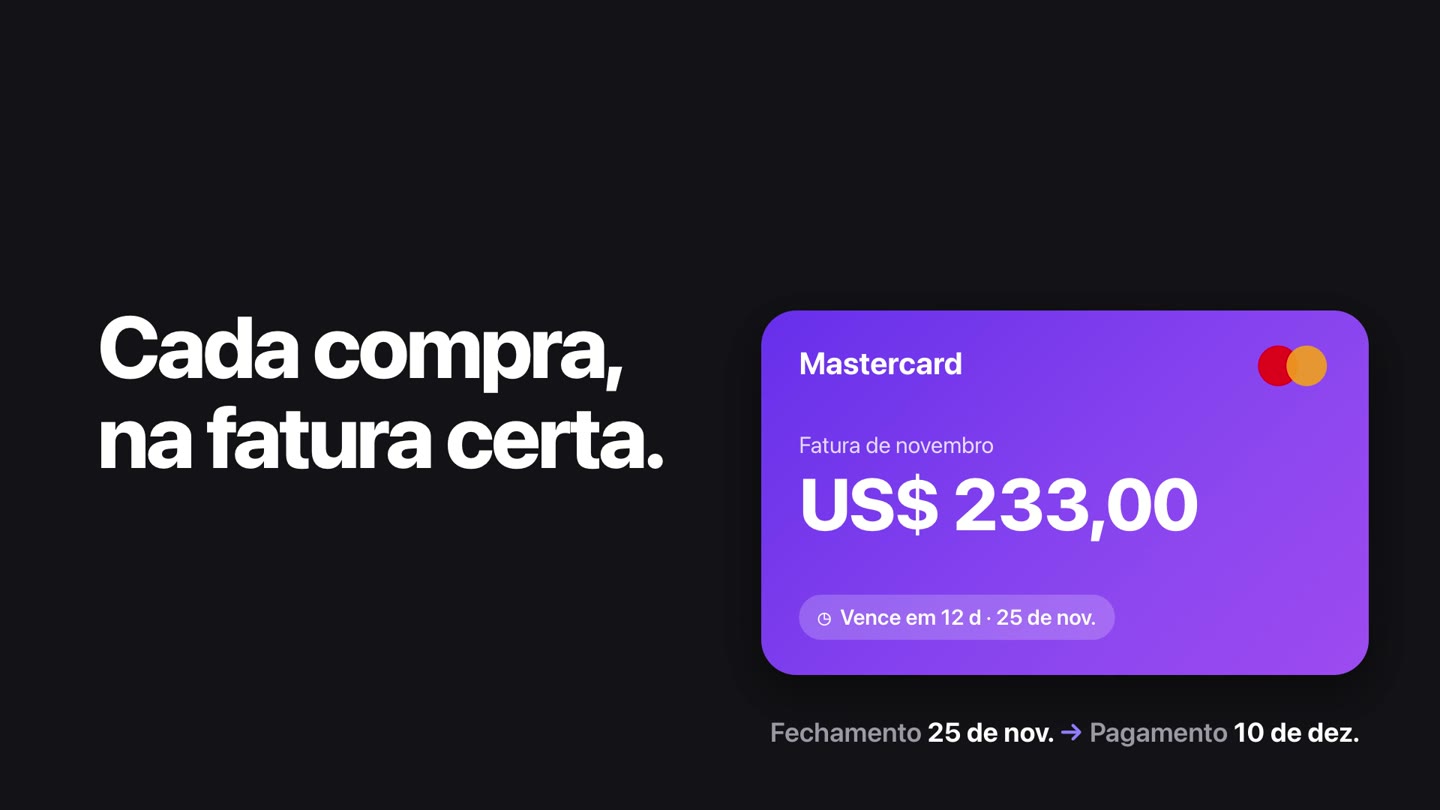 Cada compra,
na fatura certa.
Mastercard
Fatura de novembro
US$ 233,00
Vence em 12 d · 25 de nov.
Fechamento 25 de nov. → Pagamento 10 de dez.